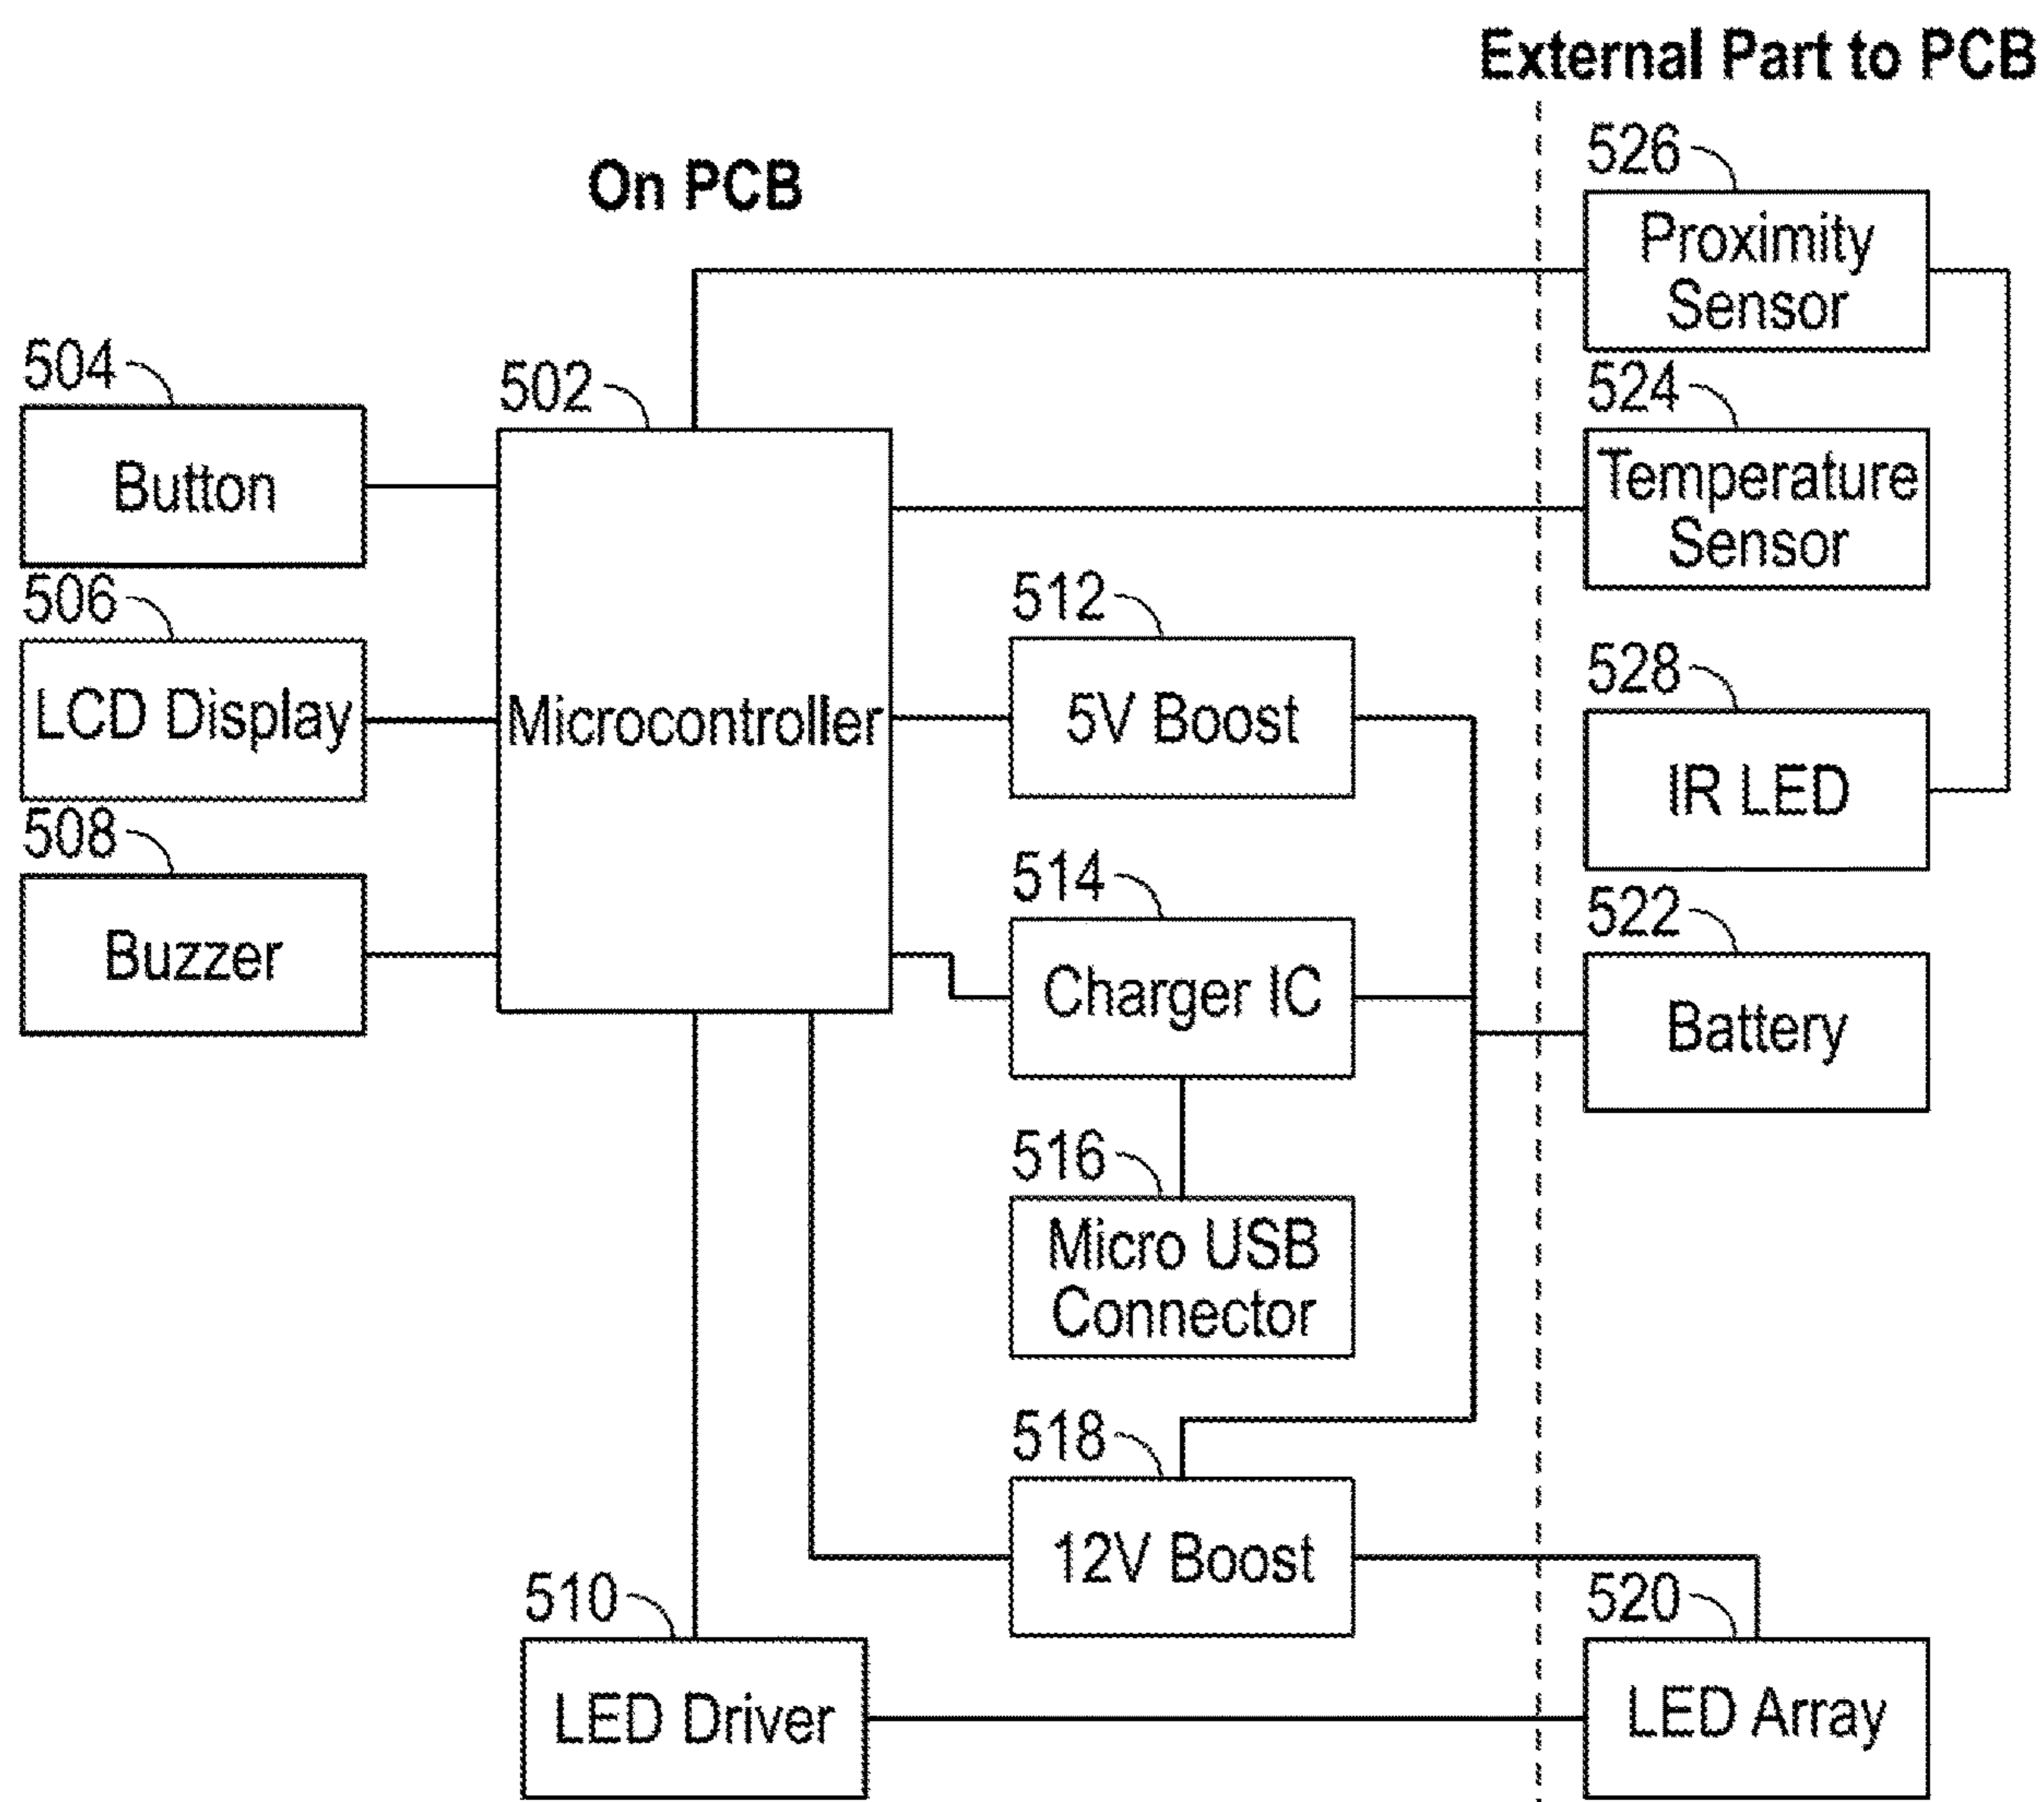 External Part to PCB
On PCB
526
Proximity
Sensor
504
Button
502
Microcontroller
524
Temperature
Sensor
506
LCD Display
512
5V Boost
528
IR LED
508
Buzzer
514
Charger IC
522
Battery
516
Micro USB
Connector
518
12V Boost
510
LED Driver
520
LED Array